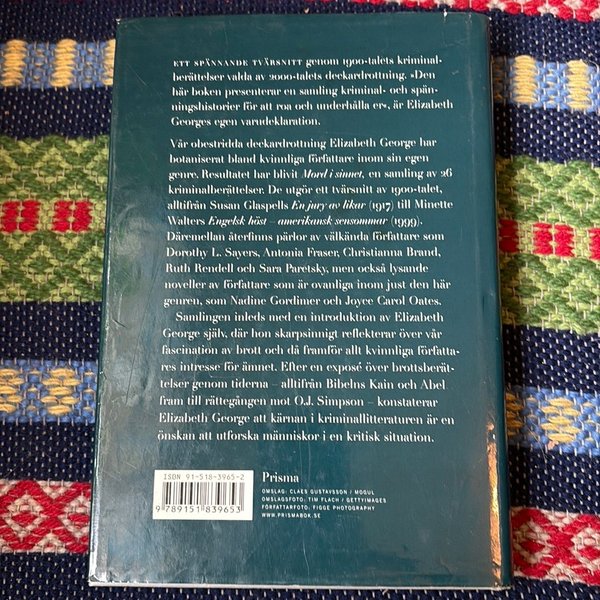 ETT SPÄNNANDE TVÄRSNITT genom 1900-talets kriminal-
berättelser valda av 2000-talets deckardrottning. »Den
här boken presenterar en samling kriminal- och spän-
ningshistorier för att roa och underhålla er», är Elizabeth
Georges egen varudeklaration.
Vår obestridda deckardrottning Elizabeth George har
botaniserat bland kvinnliga författare inom sin egen
genre. Resultatet har blivit Mord i sinnet, en samling av 26
kriminalberättelser. De utgör ett tvärsnitt av 1900-talet,
alltifrån Susan Glaspells En jury av likar (1917) till Minette
Walters Engelsk höst – amerikansk sensommar (1999).
Däremellan återfinns pärlor av välkända författare som
Dorothy L. Sayers, Antonia Fraser, Christianna Brand,
Ruth Rendell och Sara Paretsky, men också lysande
noveller av författare som är ovanliga inom just den här
genren, som Nadine Gordimer och Joyce Carol Oates.
Samlingen inleds med en introduktion av Elizabeth
George själv, där hon skarpsinnigt reflekterar över vår
fascination av brott och då framför allt kvinnliga författa-
res intresse för ämnet. Efter en exposé över brottsberät-
telser genom tiderna – alltifrån Bibelns Kain och Abel
fram till rättegången mot O.J. Simpson – konstaterar
Elizabeth George att kärnan i kriminallitteraturen är en
önskan att utforska människor i en kritisk situation.
ISBN 91-518-3965-2
9 789151 839653
Prisma
OMSLAG: CLAES GUSTAVSSON / MOGUL
OMSLAGSFOTO: TIM FLACH / GETTYIMAGES
FÖRFATTARFOTO: FIGGE PHOTOGRAPHY
WWW.PRISMABOK.SE